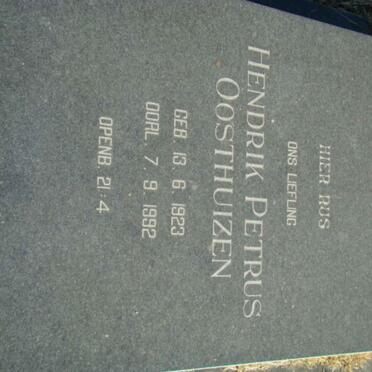 HIER RUS
ONS LIEFLING
HENDRIK PETRUS
OOSTHUIZEN
GEB. 13 6 1923
OORL. 7. 9. 1992
OPENB 21:4